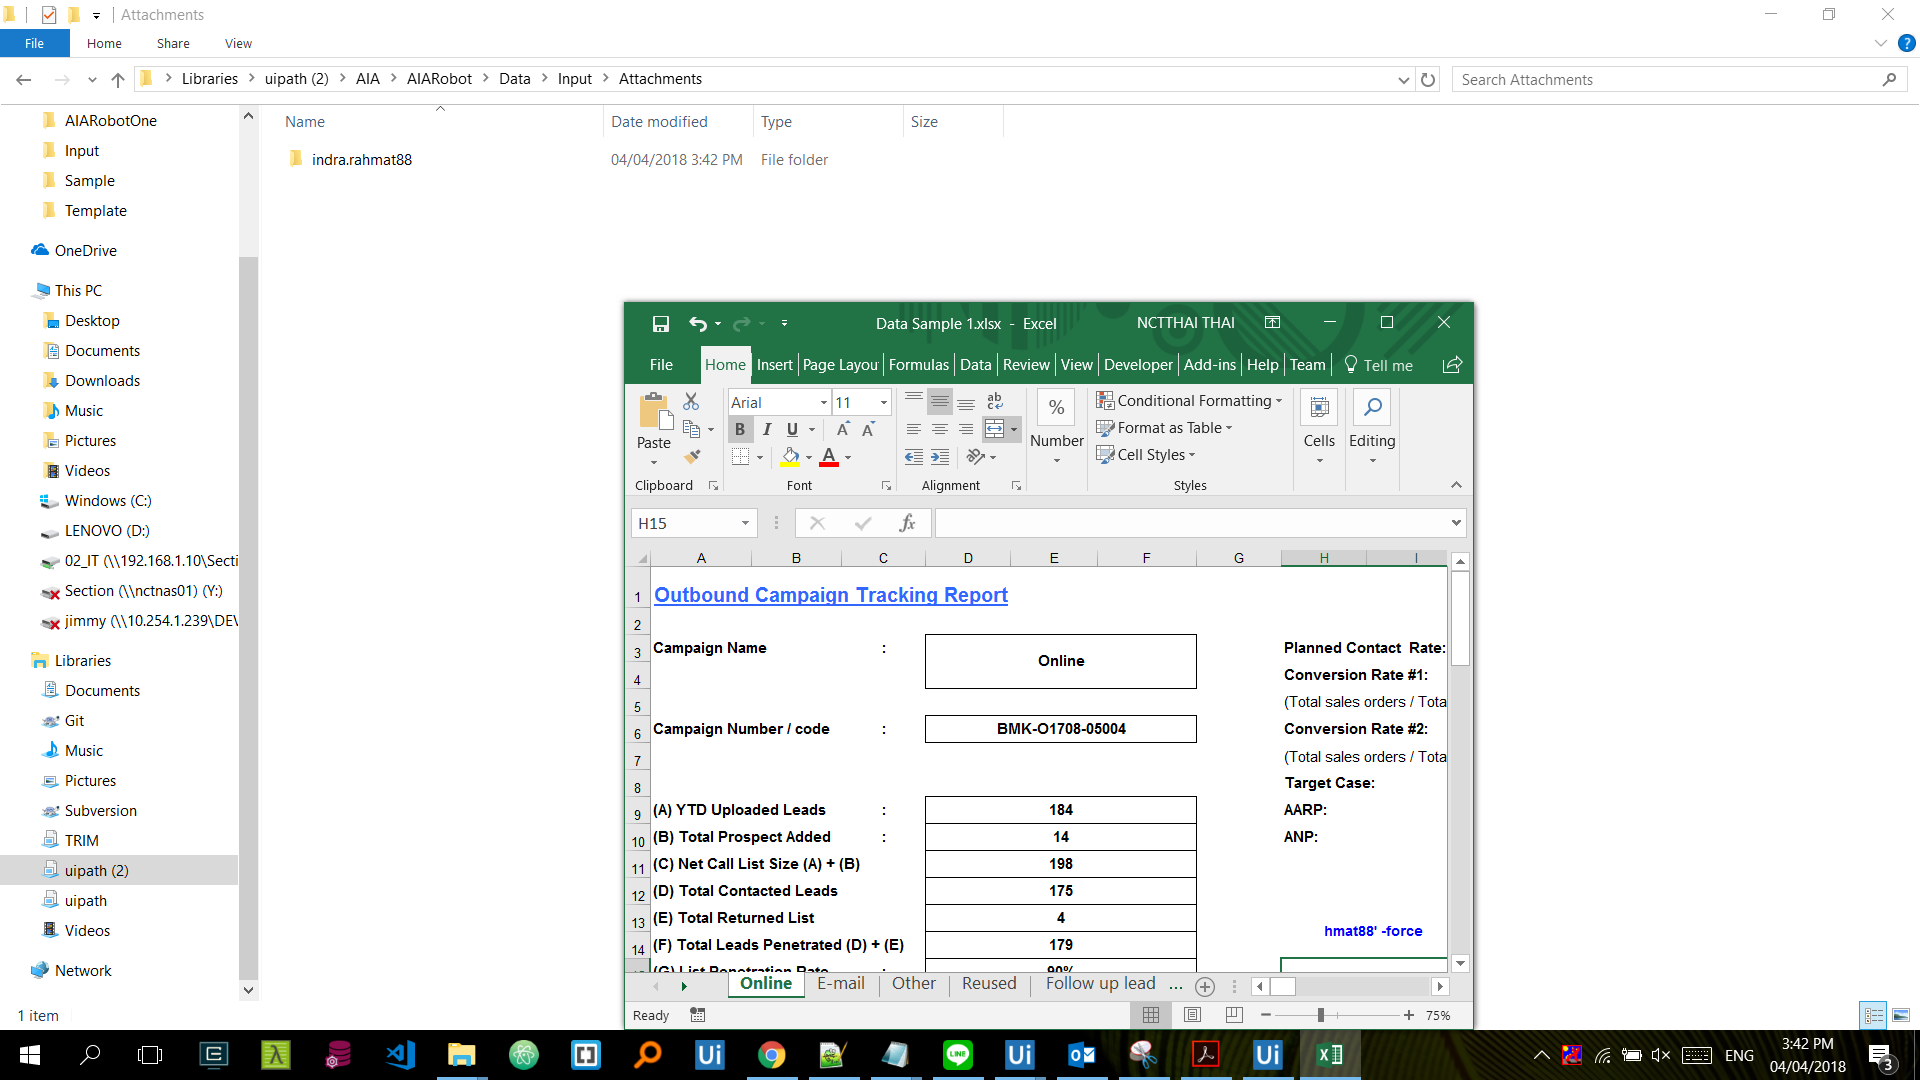 Attachments
File Home Share View
Libraries uipath (2) AIA AIARobot Data Input Attachments
Search Attachments
AIARobotOne
Input
Sample
Template
OneDrive
This PC
Desktop
Documents
Downloads
Music
Pictures
Videos
Windows (C:)
LENOVO (D:)
02_IT (\\192.168.1.10\Secti
Section (\\nctnas01) (Y:)
jimmy (\\10.254.1.239\DEV
Libraries
Documents
Git
Music
Pictures
Subversion
TRIM
uipath (2)
uipath
Videos
Network
1 item
Name Date modified Type Size
indra.rahmat88 04/04/2018 3:42 PM File folder
Data Sample 1.xlsx - Excel NCTTHAI THAI
File Home Insert Page Layou Formulas Data Review View Developer Add-ins Help Team Tell me
Paste
Arial 11
B I U A A
ab
%
Number
Conditional Formatting
Format as Table
Cell Styles
Cells
Editing
Clipboard Font Alignment Styles
H15 fx
A B C D E F G H I
1 Outbound Campaign Tracking Report
2
3 Campaign Name : Online Planned Contact Rate:
4 Conversion Rate #1:
5 (Total sales orders / Tota
6 Campaign Number / code : BMK-O1708-05004 Conversion Rate #2:
7 (Total sales orders / Tota
8 Target Case:
9 (A) YTD Uploaded Leads : 184 AARP:
10 (B) Total Prospect Added : 14 ANP:
11 (C) Net Call List Size (A) + (B) 198
12 (D) Total Contacted Leads 175
13 (E) Total Returned List 4
14 (F) Total Leads Penetrated (D) + (E) 179 hmat88' -force
(G) List Penetration Rate : 90%
Online E-mail Other Reused Follow up lead ...
Ready 75%
ENG
3:42 PM
04/04/2018
3